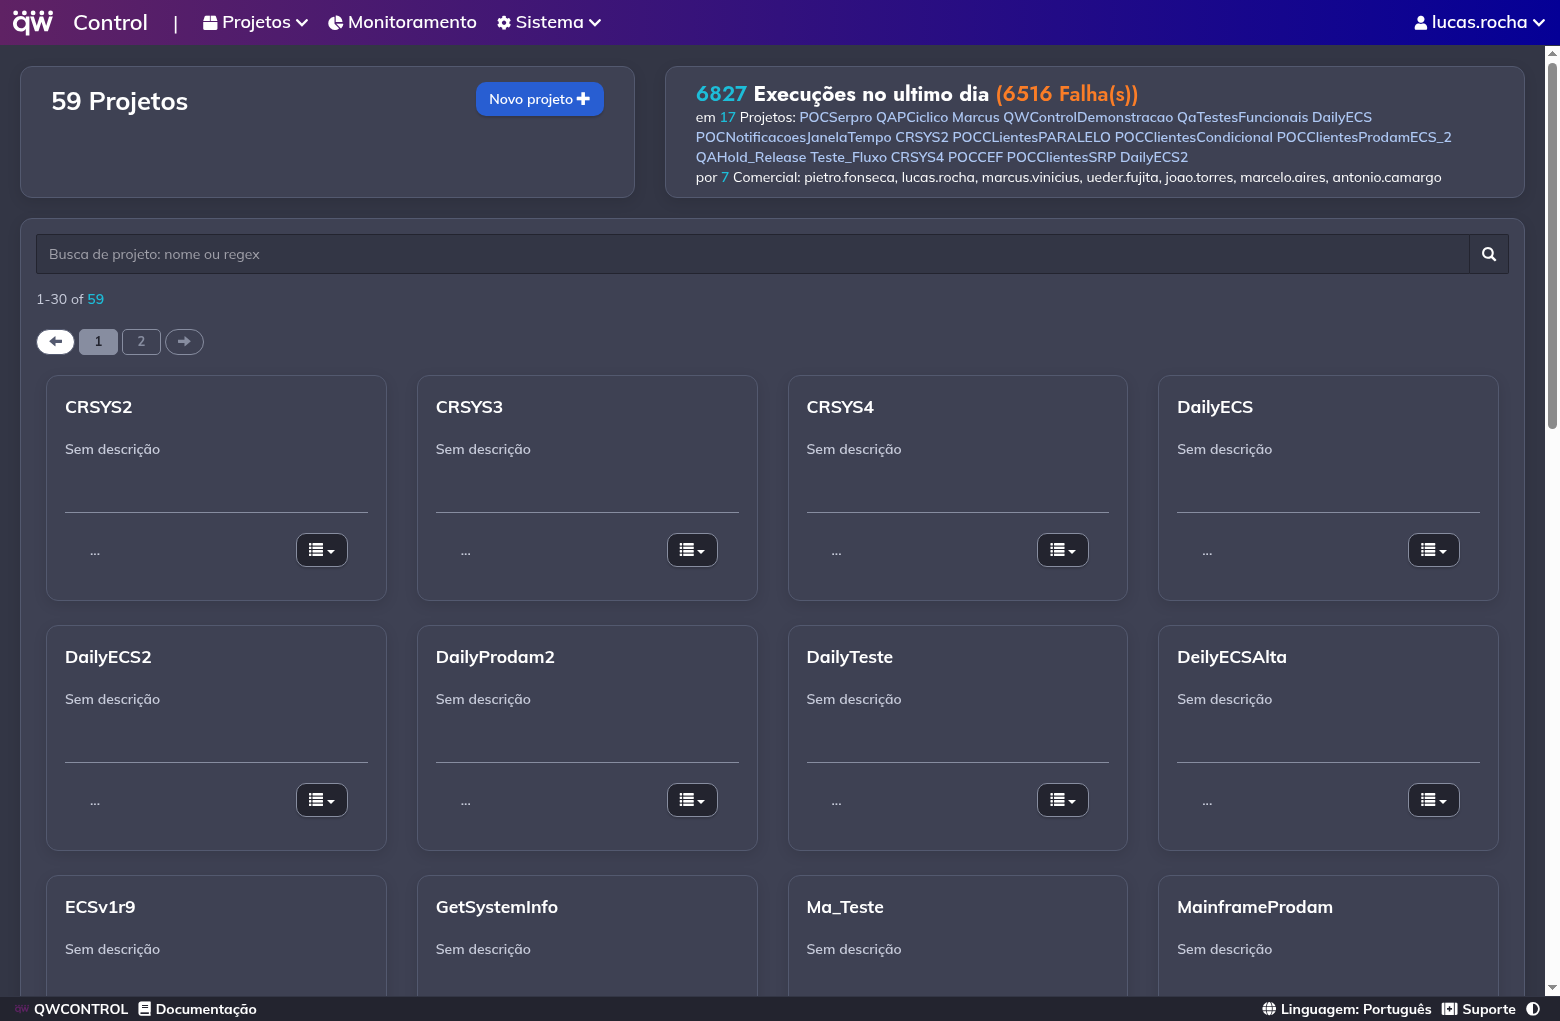 qw Control | Projetos Monitoramento Sistema lucas.rocha
59 Projetos
Novo projeto
6827 Execuções no ultimo dia (6516 Falha(s))
em 17 Projetos: POCSerpro QAPCiclico Marcus QWControlDemonstracao QaTestesFuncionais DailyECS
POCNotificacoesJanelaTempo CRSYS2 POCCLientesPARALELO POCClientesCondicional POCClientesProdamECS_2
QAHold_Release Teste_Fluxo CRSYS4 POCCEF POCClientesSRP DailyECS2
por 7 Comercial: pietro.fonseca, lucas.rocha, marcus.vinicius, ueder.fujita, joao.torres, marcelo.aires, antonio.camargo
Busca de projeto: nome ou regex
1-30 of 59
1 2
CRSYS2 CRSYS3 CRSYS4 DailyECS
Sem descrição Sem descrição Sem descrição Sem descrição
... ... ... ...
DailyECS2 DailyProdam2 DailyTeste DeilyECSAlta
Sem descrição Sem descrição Sem descrição Sem descrição
... ... ... ...
ECSv1r9 GetSystemInfo Ma_Teste MainframeProdam
Sem descrição Sem descrição Sem descrição Sem descrição
qw QWCONTROL Documentação Linguagem: Português Suporte